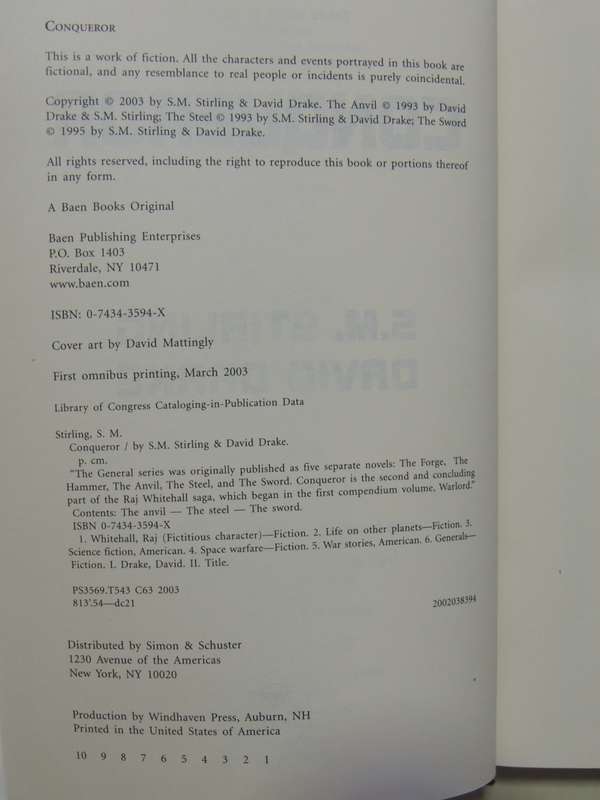 CONQUEROR
This is a work of fiction. All the characters and events portrayed in this book are
fictional, and any resemblance to real people or incidents is purely coincidental.
Copyright © 2003 by S.M. Stirling & David Drake. The Anvil © 1993 by David
Drake & S.M. Stirling; The Steel © 1993 by S.M. Stirling & David Drake; The Sword
© 1995 by S.M. Stirling & David Drake.
All rights reserved, including the right to reproduce this book or portions thereof
in any form.
A Baen Books Original
Baen Publishing Enterprises
P.O. Box 1403
Riverdale, NY 10471
www.baen.com
ISBN: 0-7434-3594-X
Cover art by David Mattingly
First omnibus printing, March 2003
Library of Congress Cataloging-in-Publication Data
Stirling, S. M.
Conqueror / by S.M. Stirling & David Drake.
p. cm.
"The General series was originally published as five separate novels: The Forge, The
Hammer, The Anvil, The Steel, and The Sword. Conqueror is the second and concluding
part of the Raj Whitehall saga, which began in the first compendium volume, Warlord."
Contents: The anvil — The steel — The sword.
ISBN 0-7434-3594-X
1. Whitehall, Raj (Fictitious character)—Fiction. 2. Life on other planets—Fiction. 3.
Science fiction, American. 4. Space warfare—Fiction. 5. War stories, American. 6. Generals—
Fiction. I. Drake, David. II. Title.
PS3569.T543 C63 2003
813'.54—dc21 2002038394
Distributed by Simon & Schuster
1230 Avenue of the Americas
New York, NY 10020
Production by Windhaven Press, Auburn, NH
Printed in the United States of America
10 9 8 7 6 5 4 3 2 1